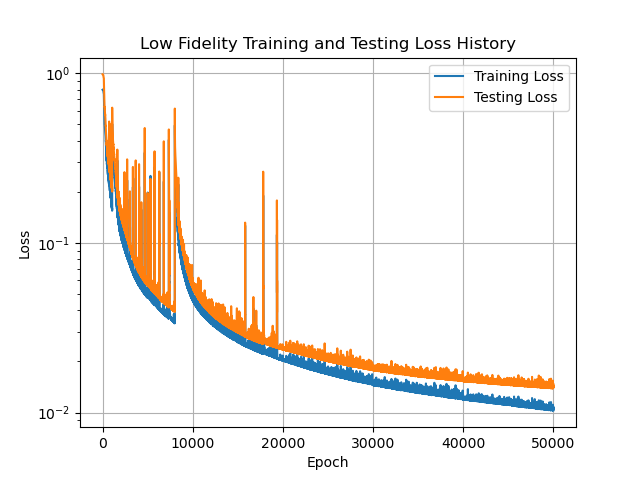 Low Fidelity Training and Testing Loss History
Training Loss
Testing Loss
10⁰
10⁻¹
10⁻²
Loss
0 10000 20000 30000 40000 50000
Epoch